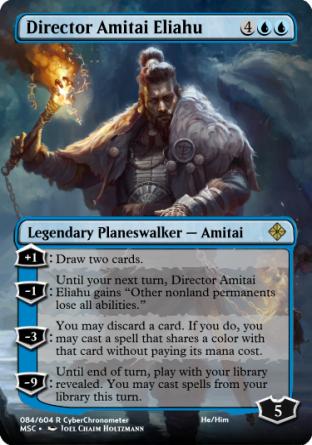 Director Amitai Eliahu 4
Legendary Planeswalker — Amitai
+1 : Draw two cards.
Until your next turn, Director Amitai
-1 : Eliahu gains “Other nonland permanents
lose all abilities.”
You may discard a card. If you do, you
-3 : may cast a spell that shares a color with
that card without paying its mana cost.
Until end of turn, play with your library
-9 : revealed. You may cast spells from
your library this turn.
5
084/604 R CyberChronometer He/Him
MSC • Joel Chaim Holtzmann